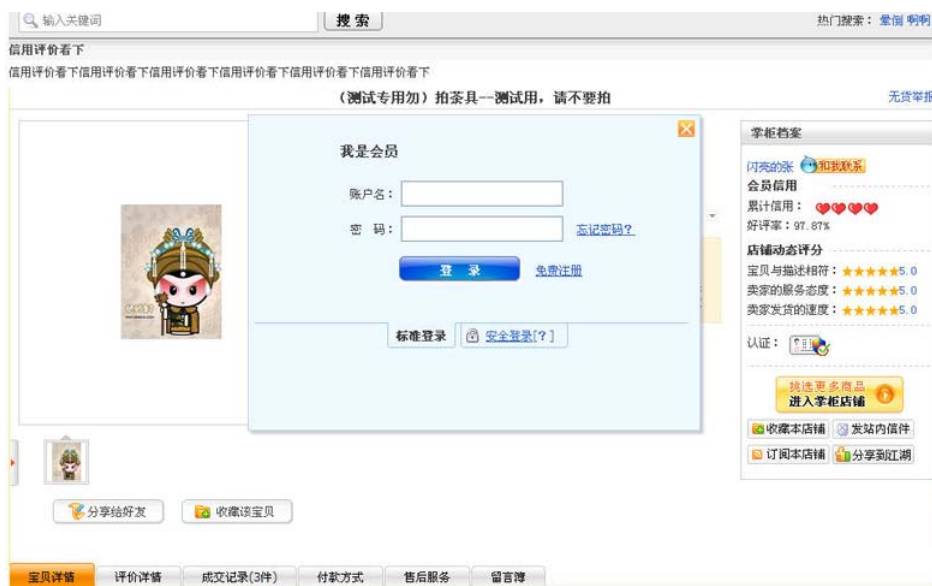 输入关键词
搜 索
热门搜索： 晕倒 啊啊
信用评价看下
信用评价看下信用评价看下信用评价看下信用评价看下信用评价看下信用评价看下
（测试专用勿）拍茶具--测试用，请不要拍
无货举报
我是会员
账户名：
密 码：
忘记密码？
登 录
免费注册
标准登录
安全登录[？]
掌柜档案
闪亮的张 和我联系
会员信用
累计信用：
好评率：97.87%
店铺动态评分
宝贝与描述相符：5.0
卖家的服务态度：5.0
卖家发货的速度：5.0
认证：
挑选更多商品
进入掌柜店铺
收藏本店铺
发站内信件
订阅本店铺
分享到江湖
分享给好友
收藏该宝贝
宝贝详情
评价详情
成交记录(3件)
付款方式
售后服务
留言簿